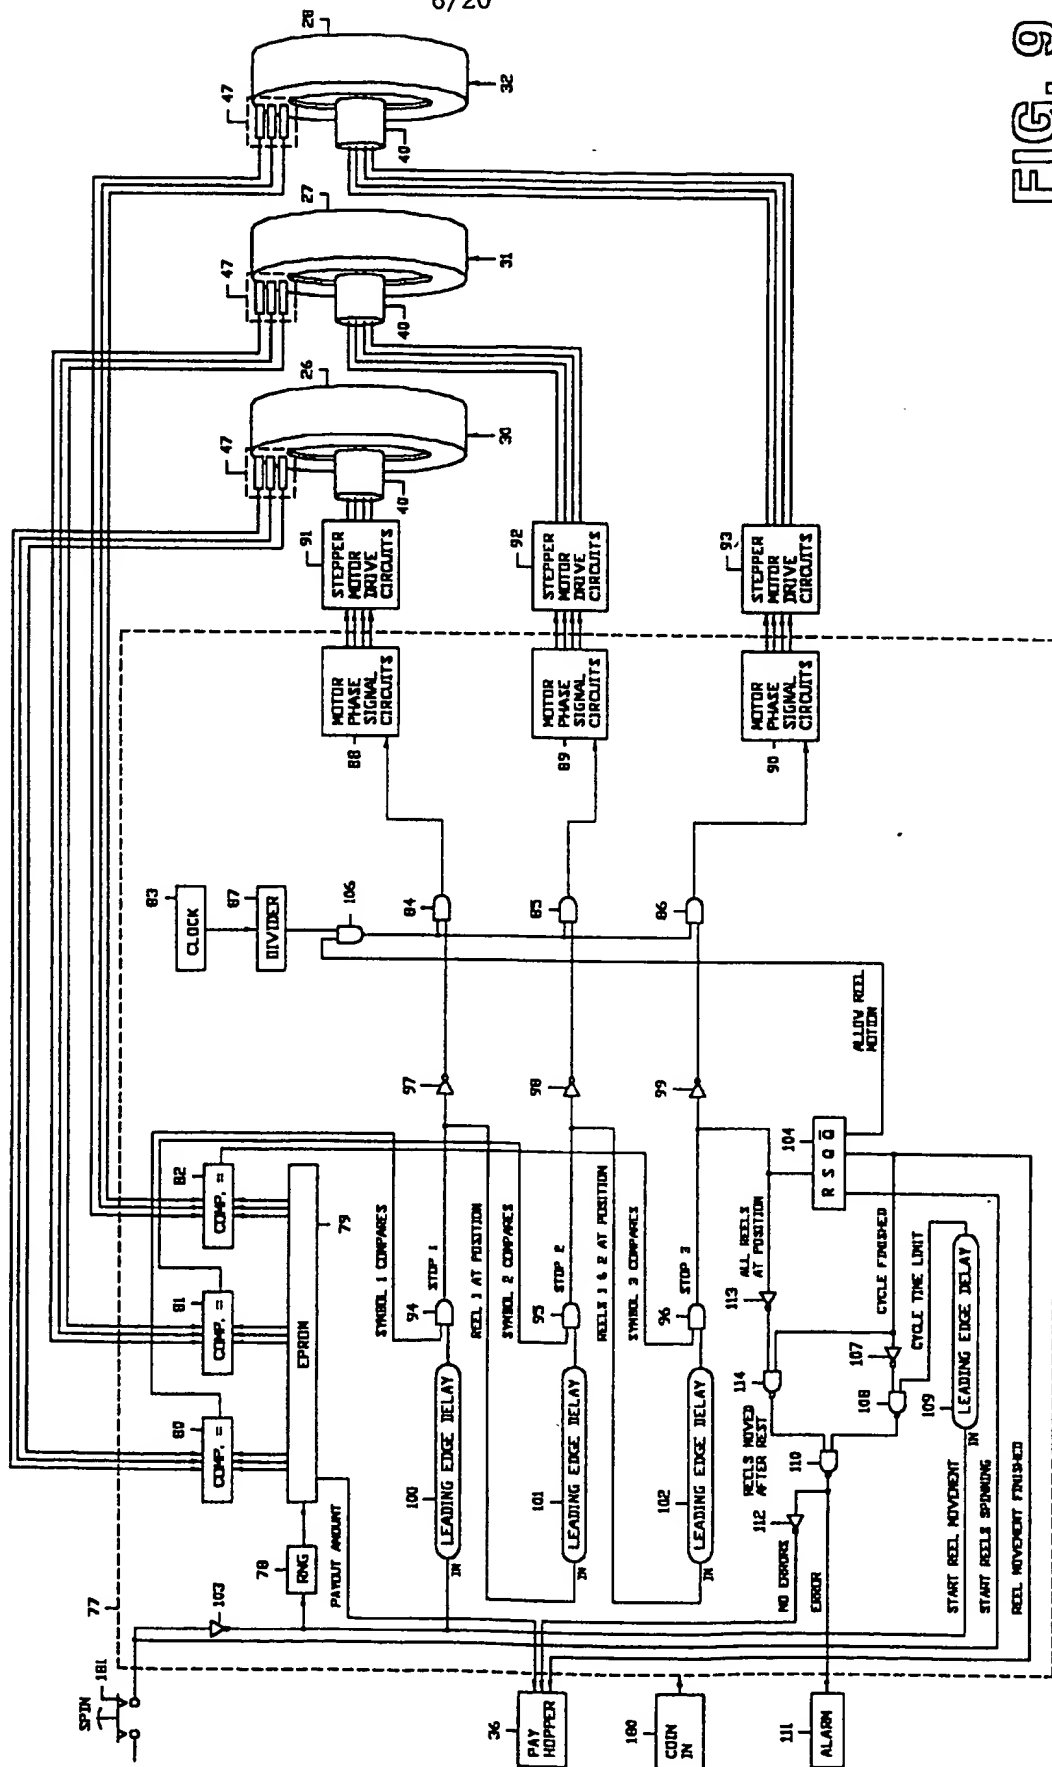 6/20
FIG. 9
SPIN
181
77
103
78
RNG
PAYOUT AMOUNT
EPROM
79
80
COMP. =
81
COMP. =
82
COMP. =
83
CLOCK
87
DIVIDER
106
47
26
30
40
47
27
31
40
47
28
32
40
91
STEPPER
MOTOR
DRIVE
CIRCUITS
92
STEPPER
MOTOR
DRIVE
CIRCUITS
93
STEPPER
MOTOR
DRIVE
CIRCUITS
MOTOR
PHASE
SIGNAL
CIRCUITS
88
MOTOR
PHASE
SIGNAL
CIRCUITS
89
MOTOR
PHASE
SIGNAL
CIRCUITS
90
100
LEADING EDGE DELAY
IN
SYMBOL 1 COMPARES
94
STOP 1
97
84
REEL 1 AT POSITION
101
LEADING EDGE DELAY
IN
SYMBOL 2 COMPARES
95
STOP 2
98
85
REELS 1 & 2 AT POSITION
102
LEADING EDGE DELAY
IN
SYMBOL 3 COMPARES
96
STOP 3
99
86
36
PAY
HOPPER
180
COIN
IN
111
ALARM
NO ERRORS
ERROR
112
110
REELS MOVED
AFTER REST
114
113
ALL REELS
AT POSITION
104
R S Q Q̅
ALLOW REEL
MOTION
CYCLE FINISHED
107
108
CYCLE TIME LIMIT
109
LEADING EDGE DELAY
IN
START REEL MOVEMENT
START REELS SPINNING
REEL MOVEMENT FINISHED